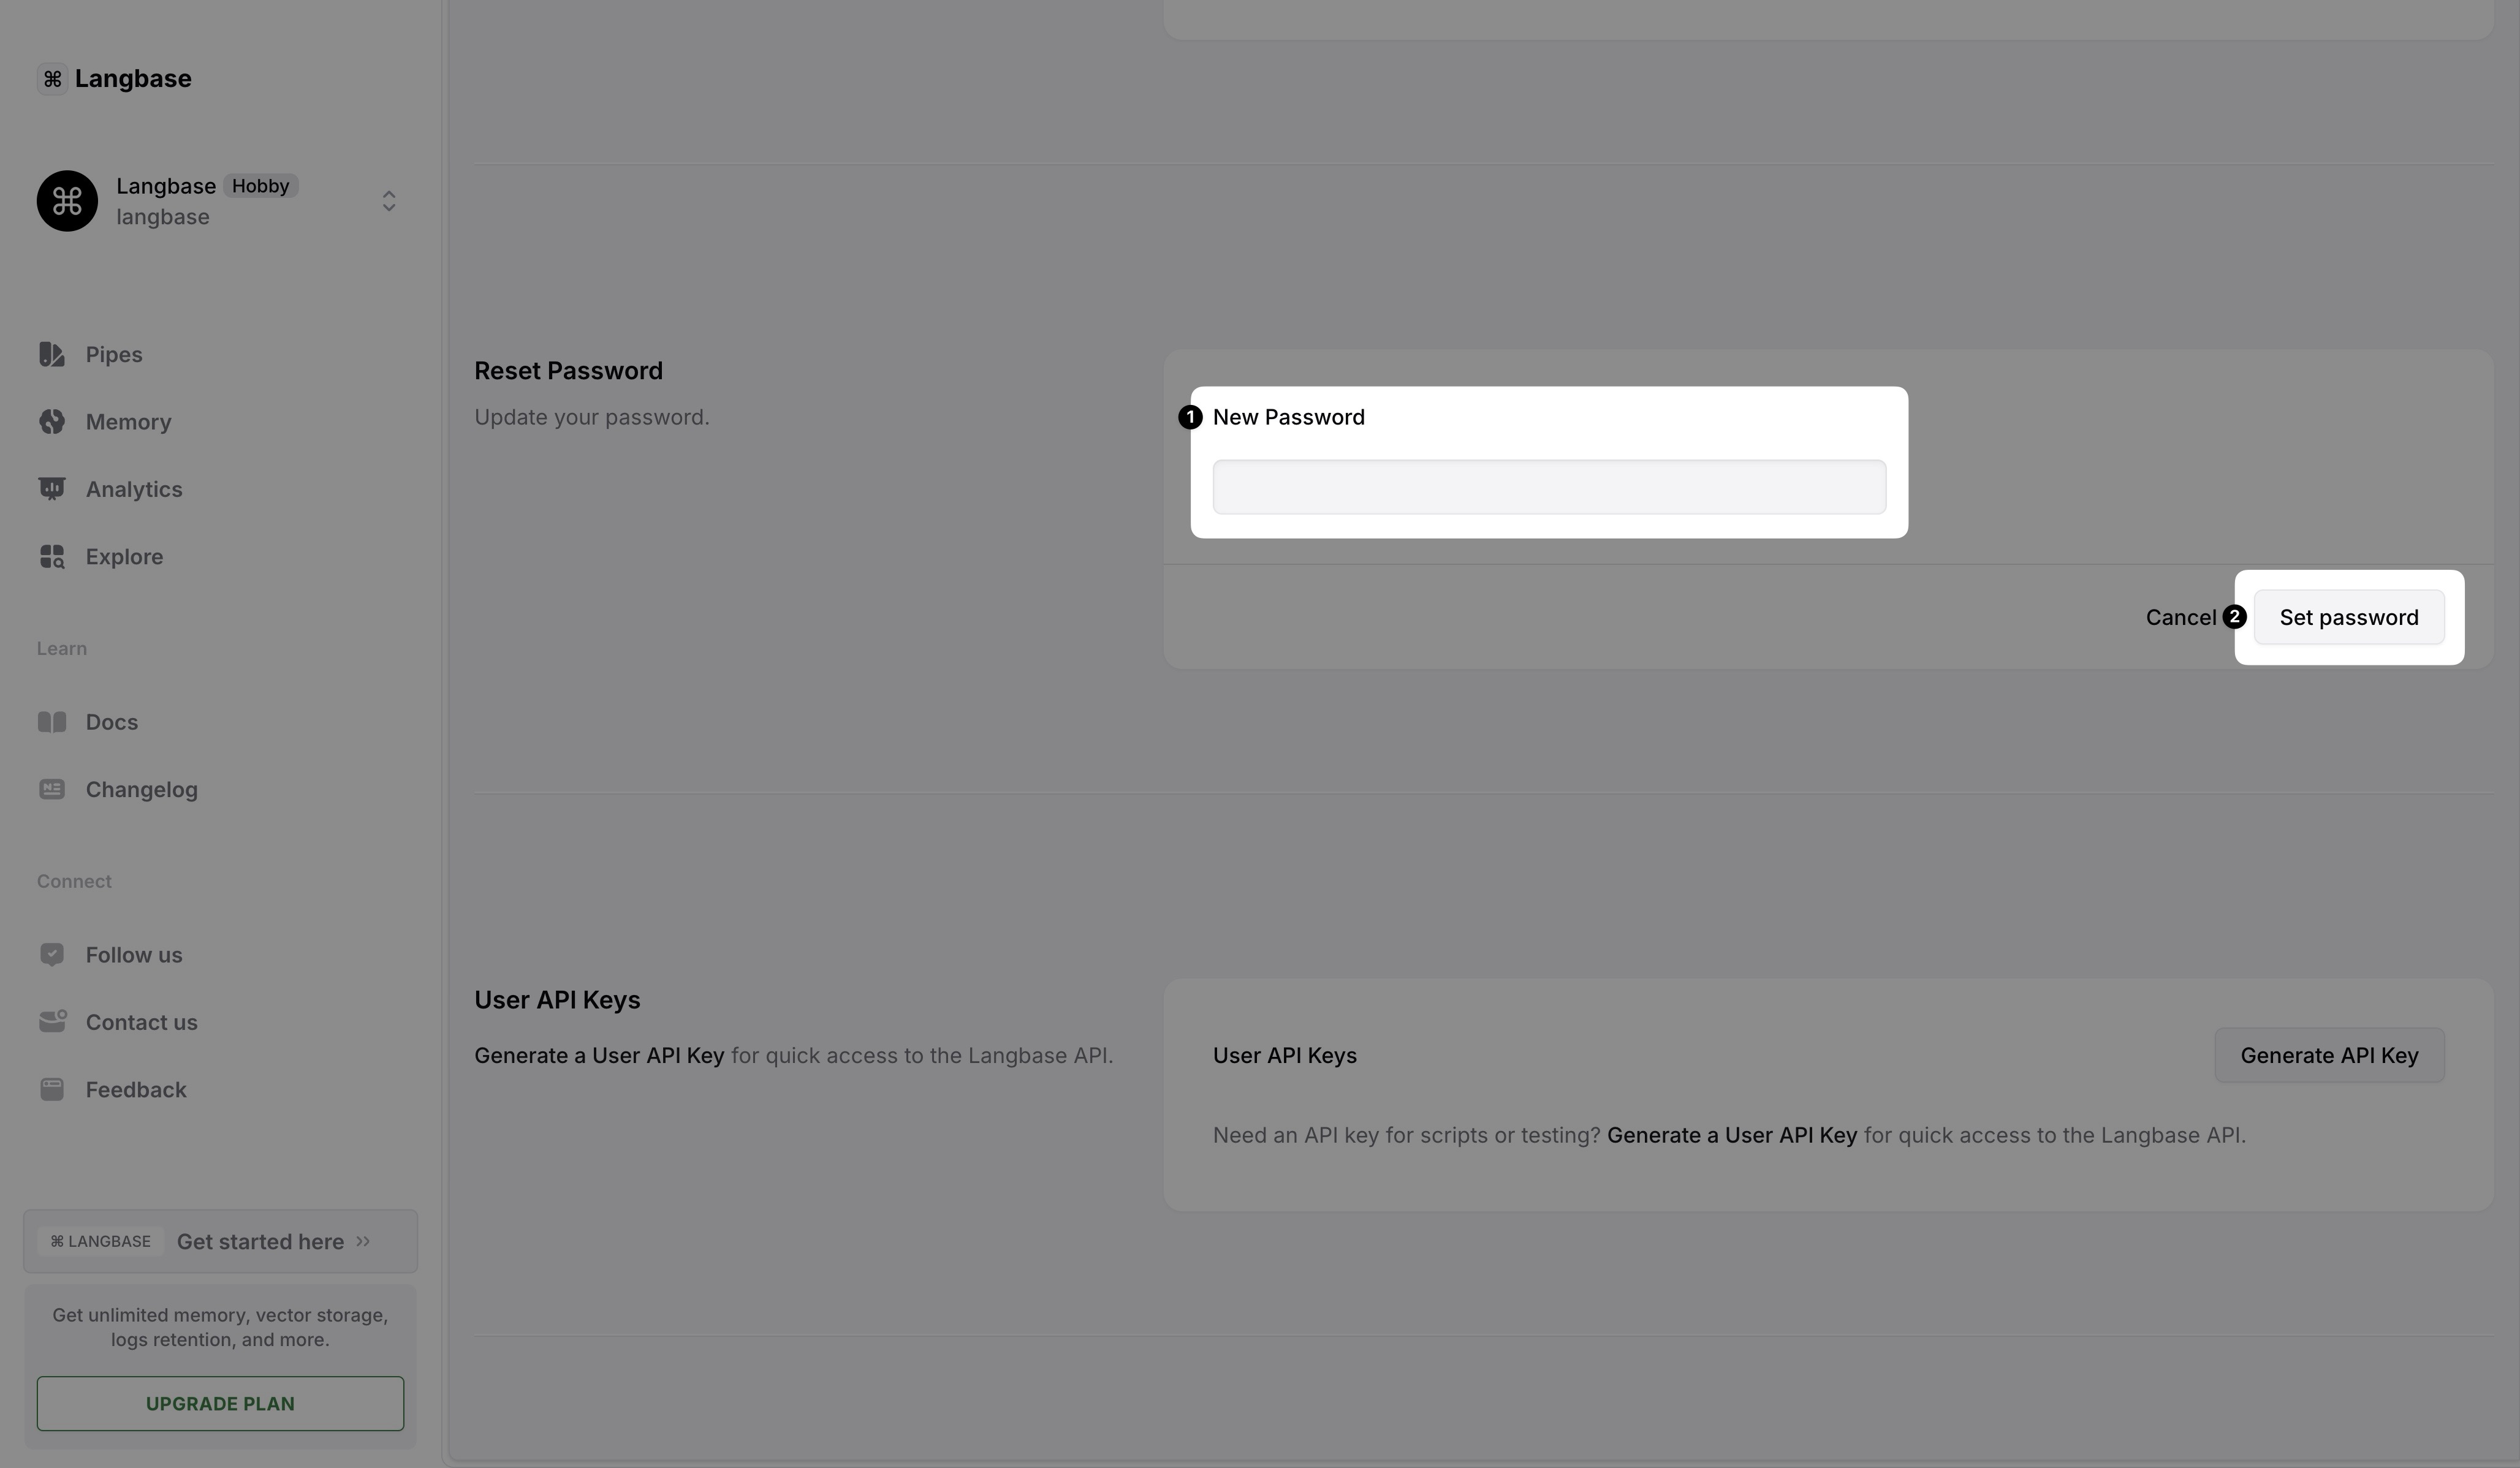 ⌘ Langbase
Langbase Hobby
langbase
Pipes
Memory
Analytics
Explore
Learn
Docs
Changelog
Connect
Follow us
Contact us
Feedback
⌘ LANGBASE Get started here
Get unlimited memory, vector storage,
logs retention, and more.
UPGRADE PLAN
Reset Password
Update your password.
1 New Password
Cancel 2 Set password
User API Keys
Generate a User API Key for quick access to the Langbase API.
User API Keys
Generate API Key
Need an API key for scripts or testing? Generate a User API Key for quick access to the Langbase API.